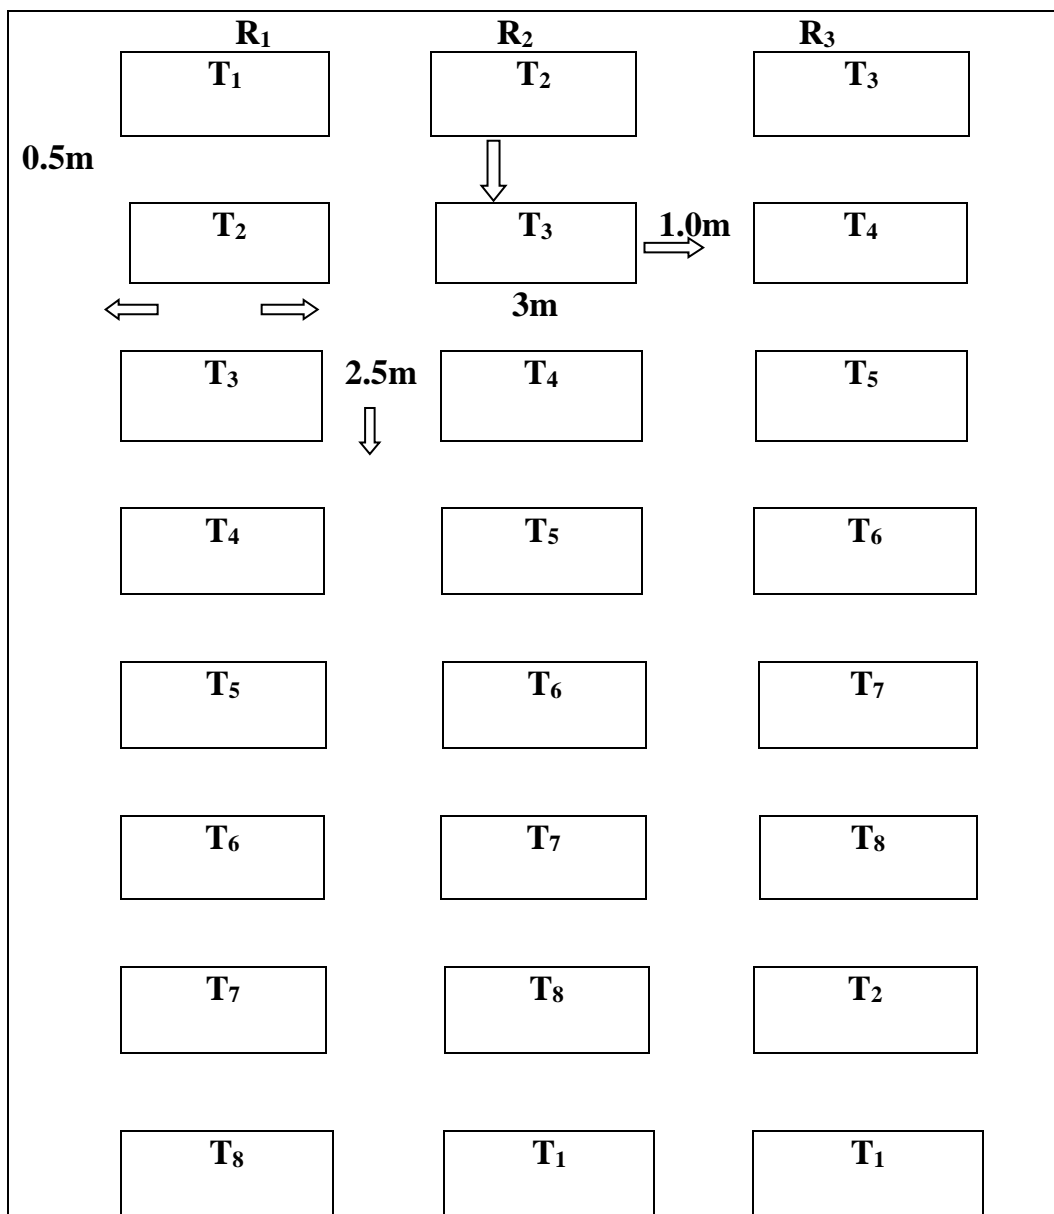 R₁ R₂ R₃
T₁ T₂ T₃
0.5m
T₂ T₃ 1.0m T₄
3m
T₃ 2.5m T₄ T₅
T₄ T₅ T₆
T₅ T₆ T₇
T₆ T₇ T₈
T₇ T₈ T₂
T₈ T₁ T₁